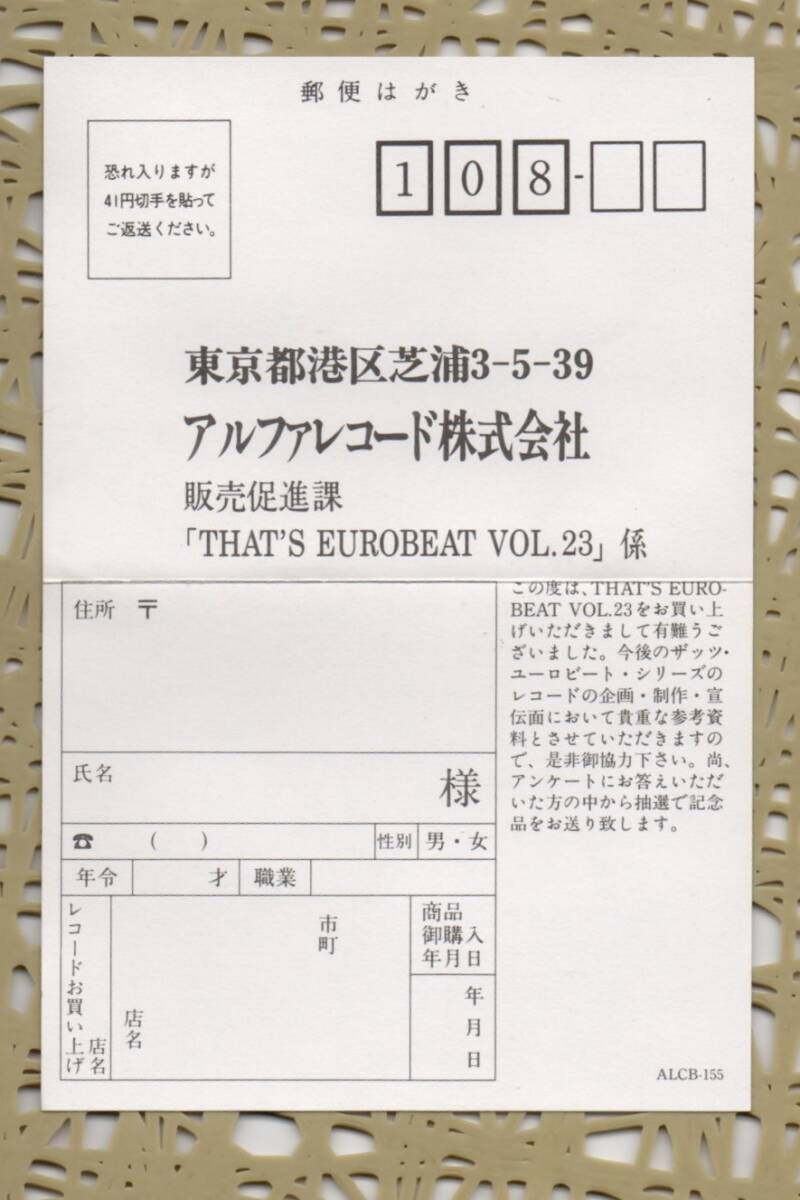 郵便はがき
恐れ入りますが
41円切手を貼って
ご返送ください。
108-
東京都港区芝浦3-5-39
アルファレコード株式会社
販売促進課
「THAT'S EUROBEAT VOL.23」係
住所 〒
氏名 様
☎ ( ) 性別 男・女
年令 才 職業
レコードお買い上げ店名
市
町
店名
商品
御購入
年月日
年
月
日
この度は、THAT'S EURO-
BEAT VOL.23をお買い上
げいただきまして有難うご
ざいました。今後のザッツ・
ユーロビート・シリーズの
レコードの企画・制作・宣
伝面において貴重な参考資
料とさせていただきますの
で、是非御協力下さい。尚、
アンケートにお答えいただ
いた方の中から抽選で記念
品をお送り致します。
ALCB-155